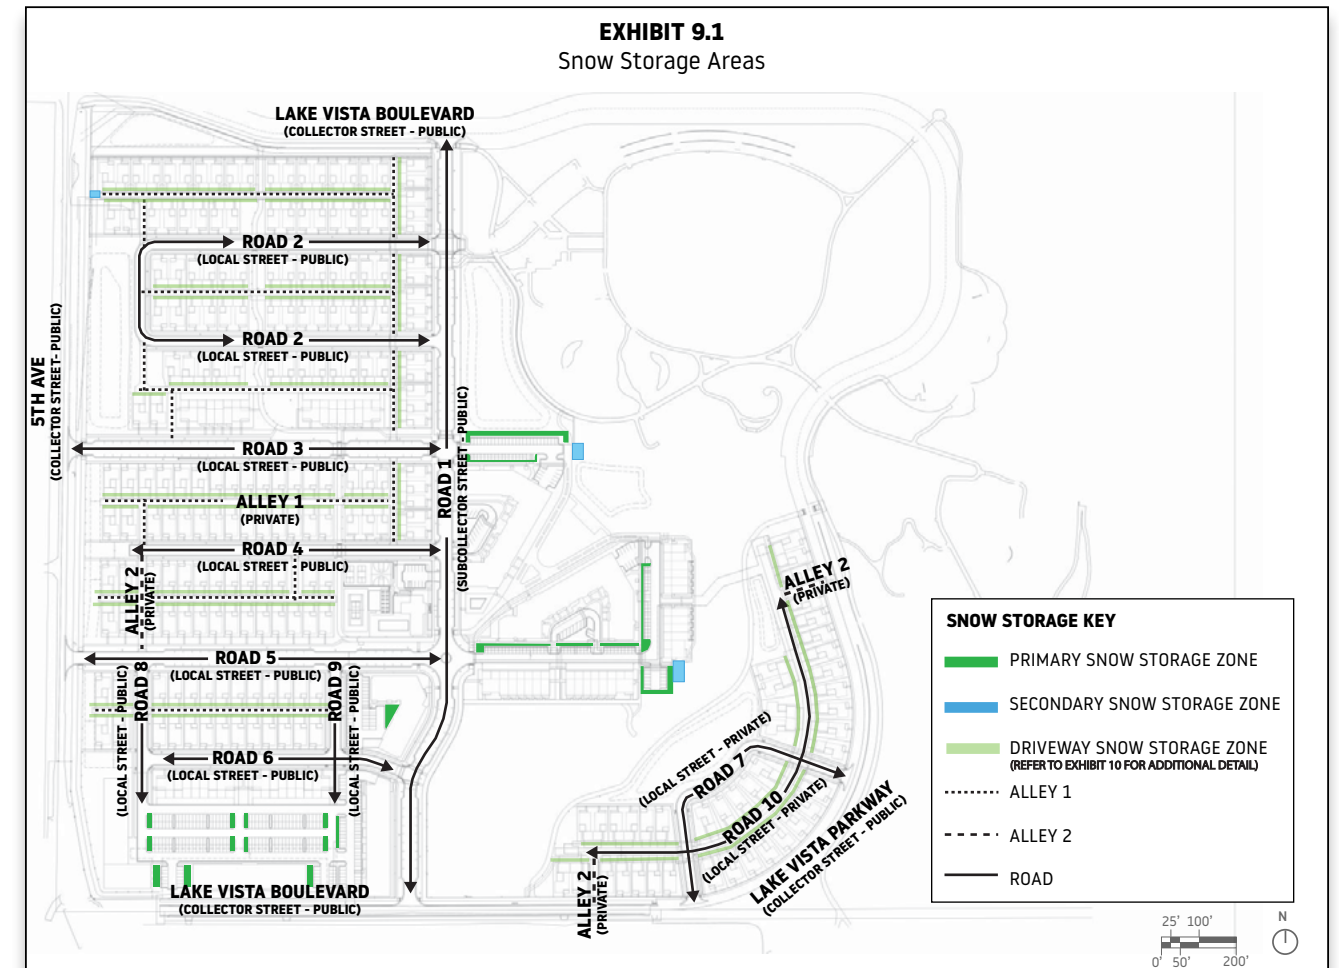 EXHIBIT 9.1
Snow Storage Areas
LAKE VISTA BOULEVARD
(COLLECTOR STREET - PUBLIC)
ROAD 2
(LOCAL STREET - PUBLIC)
ROAD 2
(LOCAL STREET - PUBLIC)
5TH AVE
(COLLECTOR STREET- PUBLIC)
ROAD 3
(LOCAL STREET - PUBLIC)
ROAD 1
(SUBCOLLECTOR STREET - PUBLIC)
ALLEY 1
(PRIVATE)
ROAD 4
(LOCAL STREET - PUBLIC)
ALLEY 2
(PRIVATE)
ALLEY 2
(PRIVATE)
ROAD 5
(LOCAL STREET - PUBLIC)
ROAD 8
(LOCAL STREET - PUBLIC)
ROAD 9
(LOCAL STREET - PUBLIC)
ROAD 6
(LOCAL STREET - PUBLIC)
(LOCAL STREET - PRIVATE)
ROAD 7
ROAD 10
(LOCAL STREET - PRIVATE)
LAKE VISTA PARKWAY
(COLLECTOR STREET - PUBLIC)
LAKE VISTA BOULEVARD
(COLLECTOR STREET - PUBLIC)
ALLEY 2
(PRIVATE)
SNOW STORAGE KEY
PRIMARY SNOW STORAGE ZONE
SECONDARY SNOW STORAGE ZONE
DRIVEWAY SNOW STORAGE ZONE
(REFER TO EXHIBIT 10 FOR ADDITIONAL DETAIL)
ALLEY 1
ALLEY 2
ROAD
25' 100'
0' 50' 200'
N